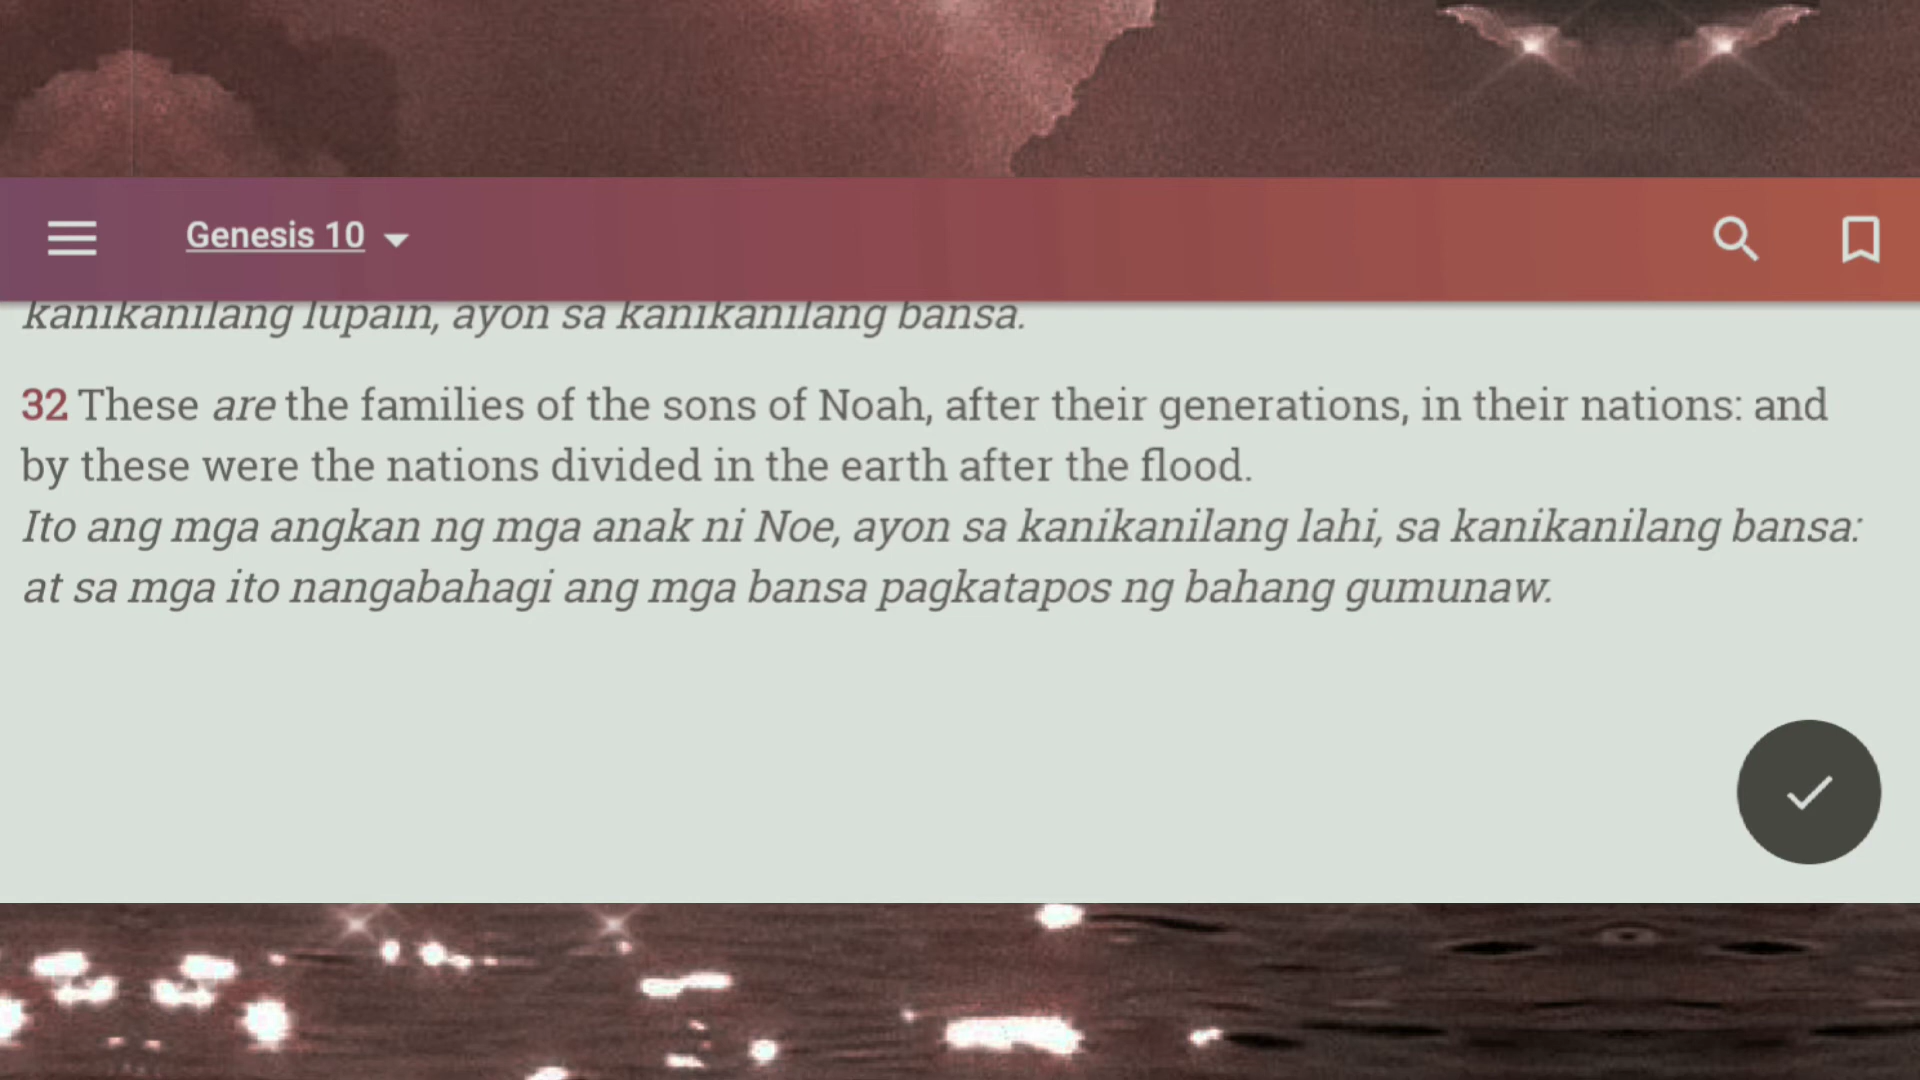 Genesis 10
kanikanilang lupain, ayon sa kanikanilang bansa.
32 These are the families of the sons of Noah, after their generations, in their nations: and
by these were the nations divided in the earth after the flood.
Ito ang mga angkan ng mga anak ni Noe, ayon sa kanikanilang lahi, sa kanikanilang bansa:
at sa mga ito nangabahagi ang mga bansa pagkatapos ng bahang gumunaw.